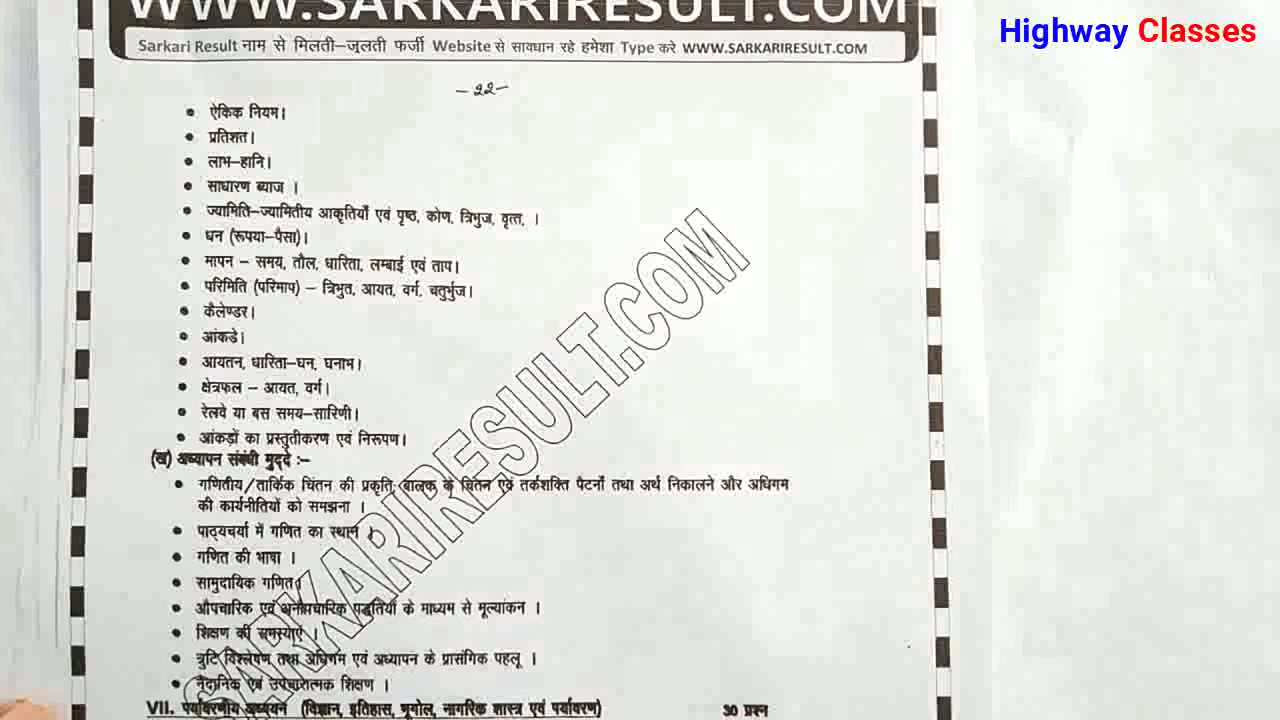 WWW.SARKARIRESULT.COM
Highway Classes
Sarkari Result नाम से मिलती-जुलती फर्जी Website से सावधान रहे हमेशा Type करे WWW.SARKARIRESULT.COM
-22-
• ऐकिक नियम।
• प्रतिशत।
• लाभ-हानि।
• साधारण ब्याज ।
• ज्यामिति-ज्यामितीय आकृतियाँ एवं पृष्ठ, कोण, त्रिभुज, वृत्त, ।
• धन (रूपया-पैसा)।
• मापन - समय, तौल, धारिता, लम्बाई एवं ताप।
• परिमिति (परिमाप) - त्रिभुत, आयत, वर्ग, चतुर्भुज।
• कैलेण्डर।
• आंकडे।
• आयतन, धारिता-घन, घनाभ।
• क्षेत्रफल - आयत, वर्ग।
• रेलवे या बस समय-सारिणी।
• आंकड़ों का प्रस्तुतीकरण एवं निरूपण।
(ख) अध्यापन संबंधी मुद्दे :-
• गणितीय/तार्किक चिंतन की प्रकृति, बालक के चिंतन एवं तर्कशक्ति पैटर्नों तथा अर्थ निकालने और अधिगम
की कार्यनीतियों को समझना ।
• पाठ्यचर्या में गणित का स्थान ।
• गणित की भाषा ।
• सामुदायिक गणित।
• औपचारिक एवं अनौपचारिक पद्धतियों के माध्यम से मूल्यांकन ।
• शिक्षण की समस्याएं ।
• त्रुटि विश्लेषण तथा अधिगम एवं अध्यापन के प्रासंगिक पहलू ।
• नैदानिक एवं उपचारात्मक शिक्षण ।
VII. पर्यावरणीय अध्ययन (विज्ञान, इतिहास, भूगोल, नागरिक शास्त्र एवं पर्यावरण) 30 प्रश्न
SARKARIRESULT.COM